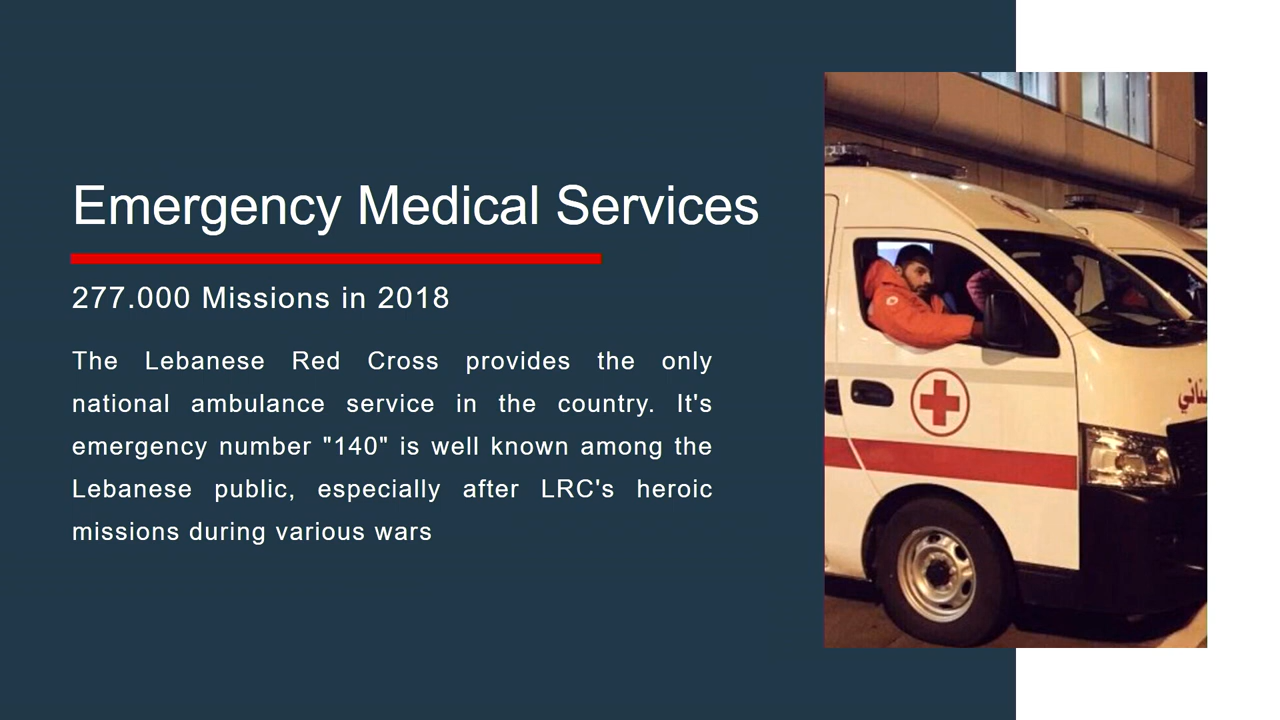 Emergency Medical Services
277.000 Missions in 2018
The Lebanese Red Cross provides the only
national ambulance service in the country. It's
emergency number "140" is well known among the
Lebanese public, especially after LRC's heroic
missions during various wars